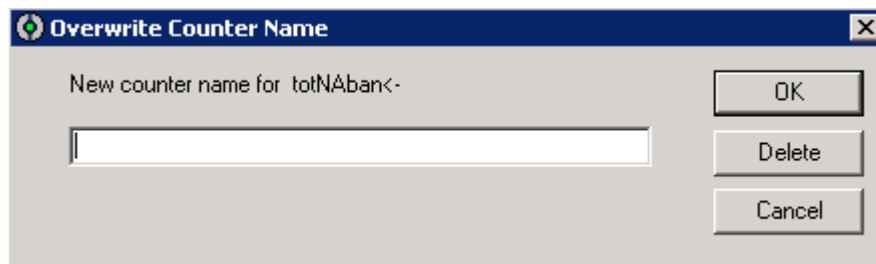 Overwrite Counter Name
New counter name for totNAban<-
OK
Delete
Cancel